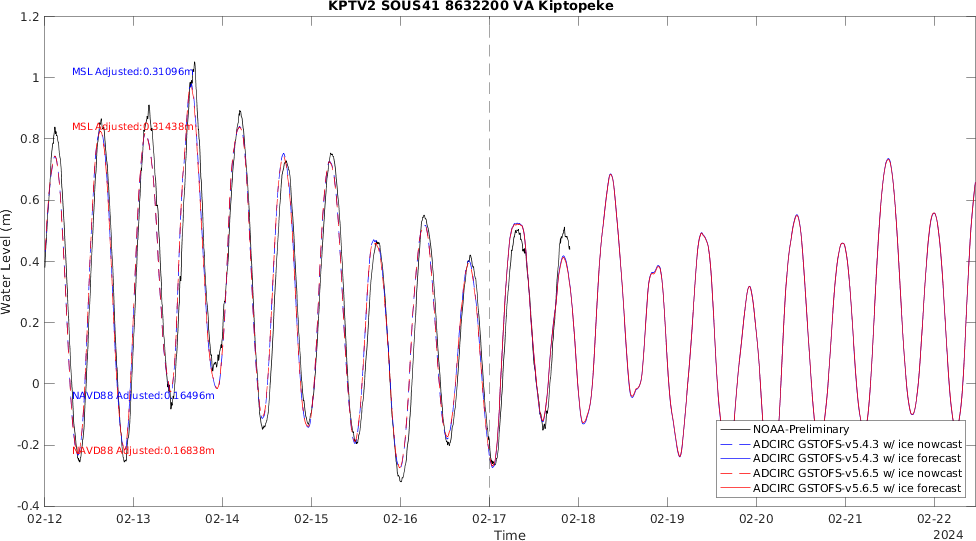 KPTV2 SOUS41 8632200 VA Kiptopeke
1.2
1
0.8
0.6
0.4
0.2
0
-0.2
-0.4
Water Level (m)
MSL Adjusted:0.31096m
MSL Adjusted:0.31438m
NAVD88 Adjusted:0.16496m
NAVD88 Adjusted:0.16838m
NOAA-Preliminary
ADCIRC GSTOFS-v5.4.3 w/ ice nowcast
ADCIRC GSTOFS-v5.4.3 w/ ice forecast
ADCIRC GSTOFS-v5.6.5 w/ ice nowcast
ADCIRC GSTOFS-v5.6.5 w/ ice forecast
02-12 02-13 02-14 02-15 02-16 02-17 02-18 02-19 02-20 02-21 02-22
Time
2024